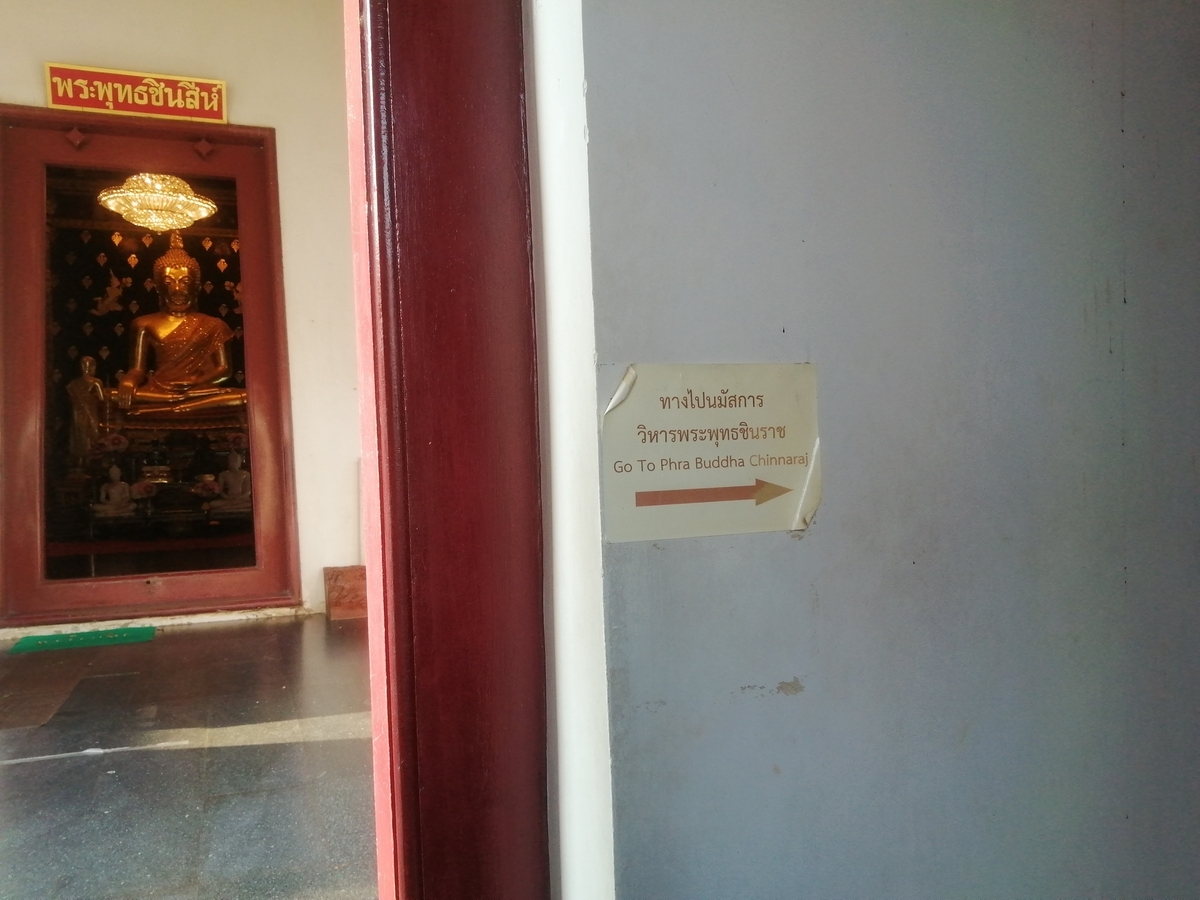 พระพุทธชินสีห์
ทางไปนมัสการ
วิหารพระพุทธชินราช
Go To Phra Buddha Chinnaraj